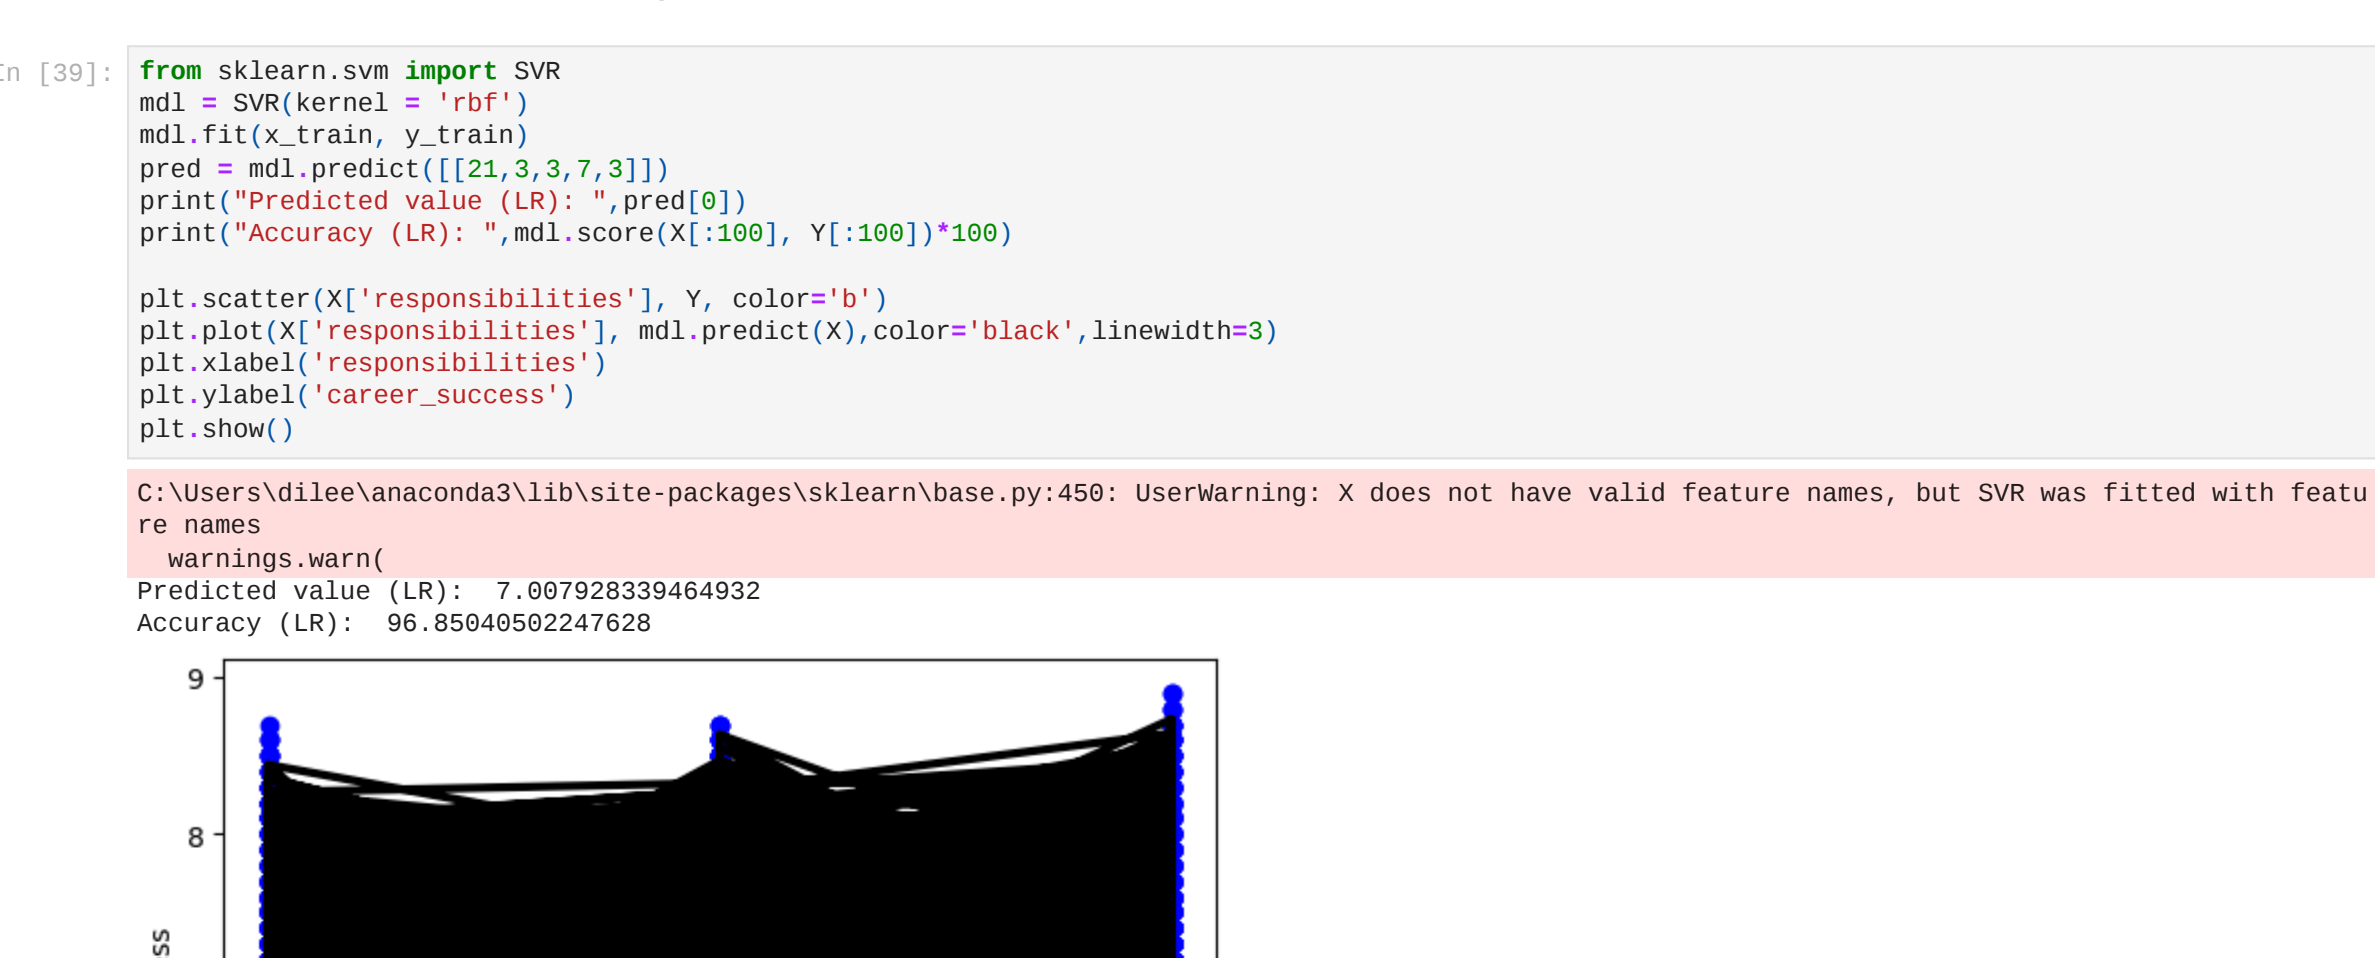 In [39]:
from sklearn.svm import SVR
mdl = SVR(kernel = 'rbf')
mdl.fit(x_train, y_train)
pred = mdl.predict([[21,3,3,7,3]])
print("Predicted value (LR): ",pred[0])
print("Accuracy (LR): ",mdl.score(X[:100], Y[:100])*100)
plt.scatter(X['responsibilities'], Y, color='b')
plt.plot(X['responsibilities'], mdl.predict(X),color='black',linewidth=3)
plt.xlabel('responsibilities')
plt.ylabel('career_success')
plt.show()
C:\Users\dilee\anaconda3\lib\site-packages\sklearn\base.py:450: UserWarning: X does not have valid feature names, but SVR was fitted with featu
re names
  warnings.warn(
Predicted value (LR):  7.007928339464932
Accuracy (LR):  96.85040502247628
9
8
ss